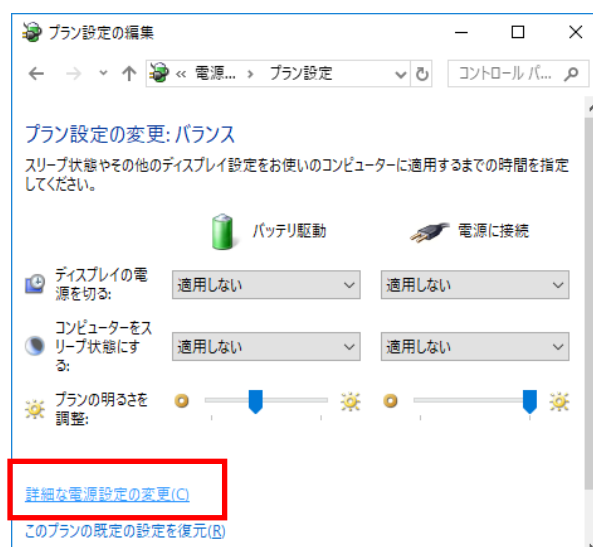 プラン設定の編集
« 電源... › プラン設定
コントロール パ...
プラン設定の変更: バランス
スリープ状態やその他のディスプレイ設定をお使いのコンピューターに適用するまでの時間を指定
してください。
バッテリ駆動
電源に接続
ディスプレイの電
源を切る:
適用しない
適用しない
コンピューターをス
リープ状態にす
る:
適用しない
適用しない
プランの明るさを
調整:
詳細な電源設定の変更(C)
このプランの既定の設定を復元(R)